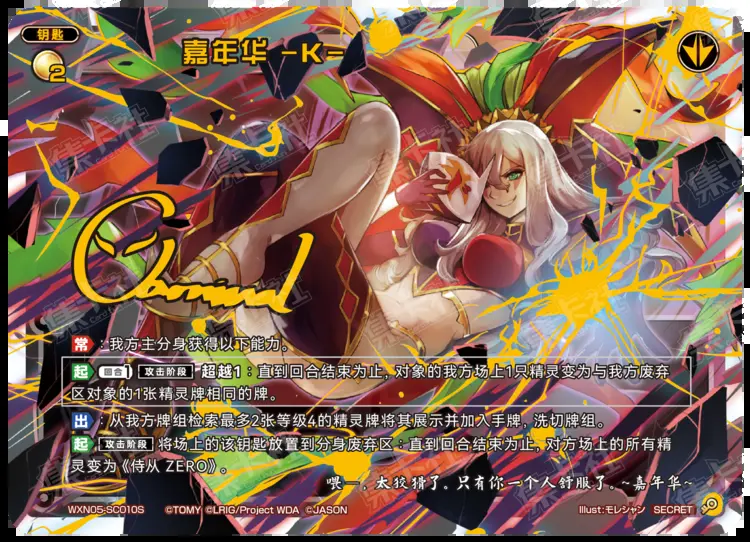 钥匙
2
嘉年华 -K-
Carnival
常：我方主分身获得以下能力。
起 回合1 [攻击阶段] 超越1：直到回合结束为止，对象的我方场上1只精灵变为与我方废弃
区对象的1张精灵牌相同的牌。
出：从我方牌组检索最多2张等级4的精灵牌将其展示并加入手牌，洗切牌组。
起 [攻击阶段] 将场上的该钥匙放置到分身废弃区：直到回合结束为止，对方场上的所有精
灵变为《侍从 ZERO》。
喂—，太狡猾了。只有你一个人舒服了。~嘉年华~
WXN05-SC010S ©TOMY ©LRIG/Project WDA ©JASON Illust:モレシャン SECRET
集卡社